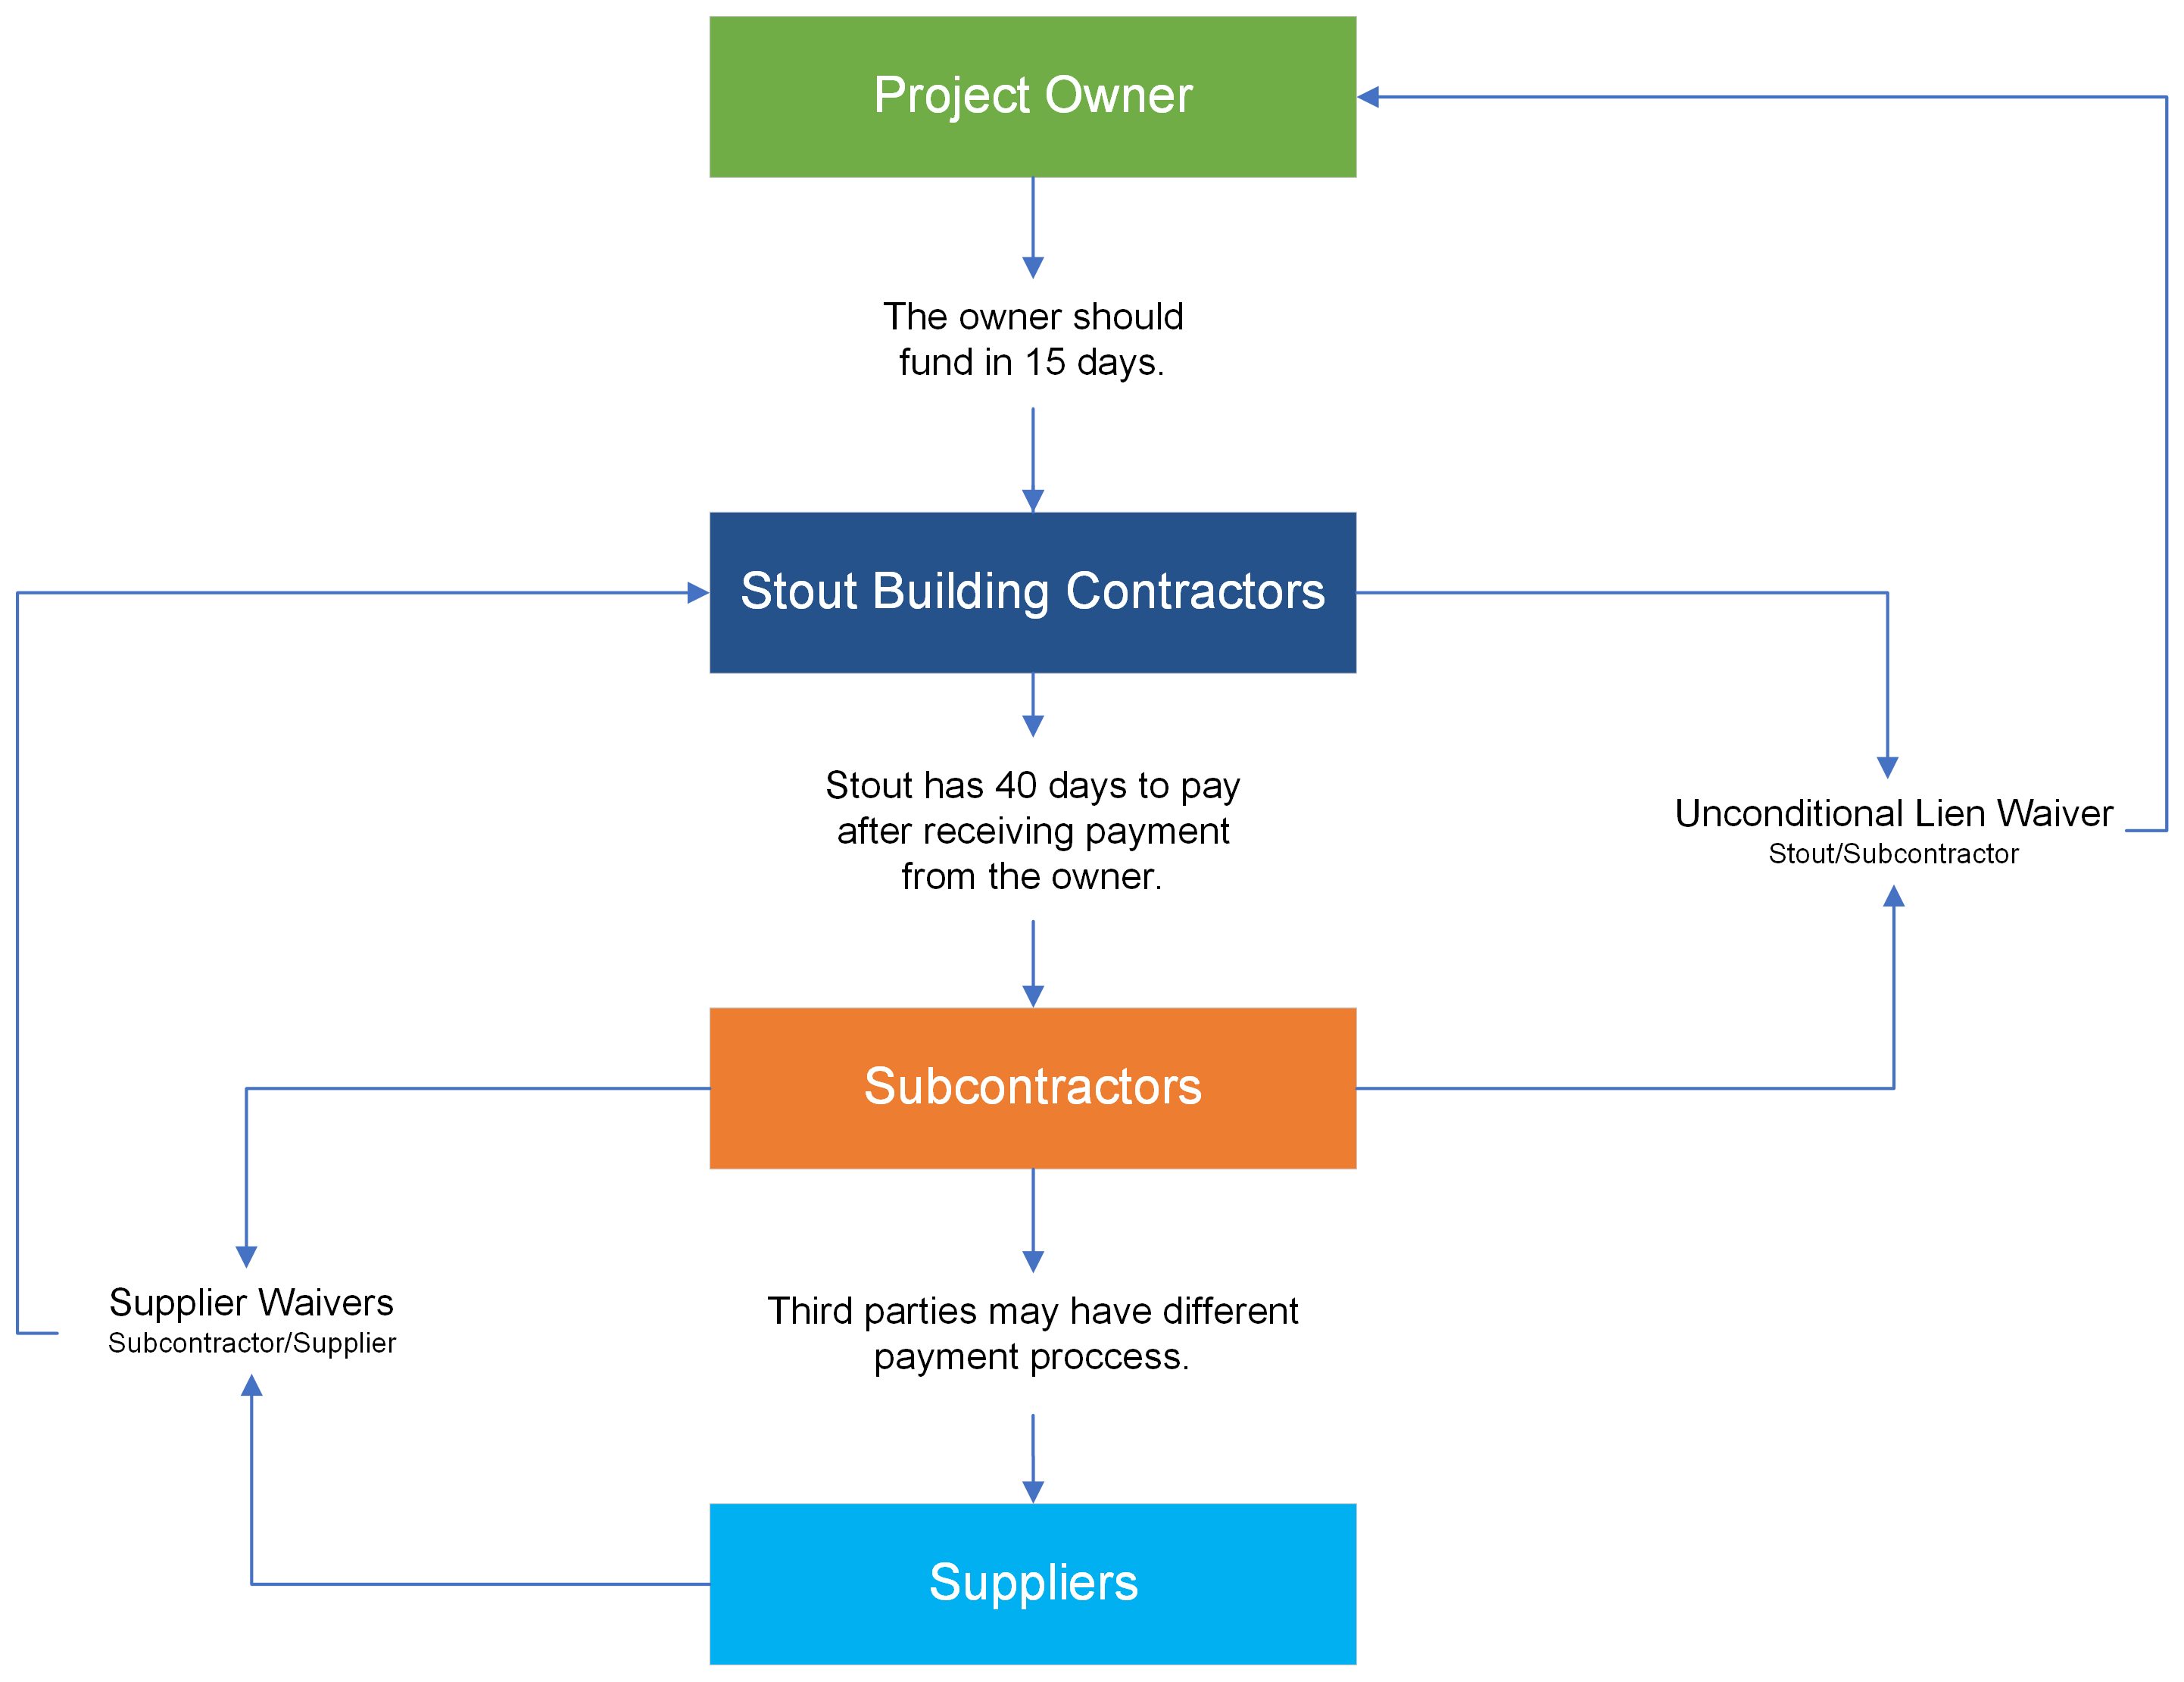 Project Owner
The owner should
fund in 15 days.
Stout Building Contractors
Stout has 40 days to pay
after receiving payment
from the owner.
Unconditional Lien Waiver
Stout/Subcontractor
Subcontractors
Supplier Waivers
Subcontractor/Supplier
Third parties may have different
payment proccess.
Suppliers